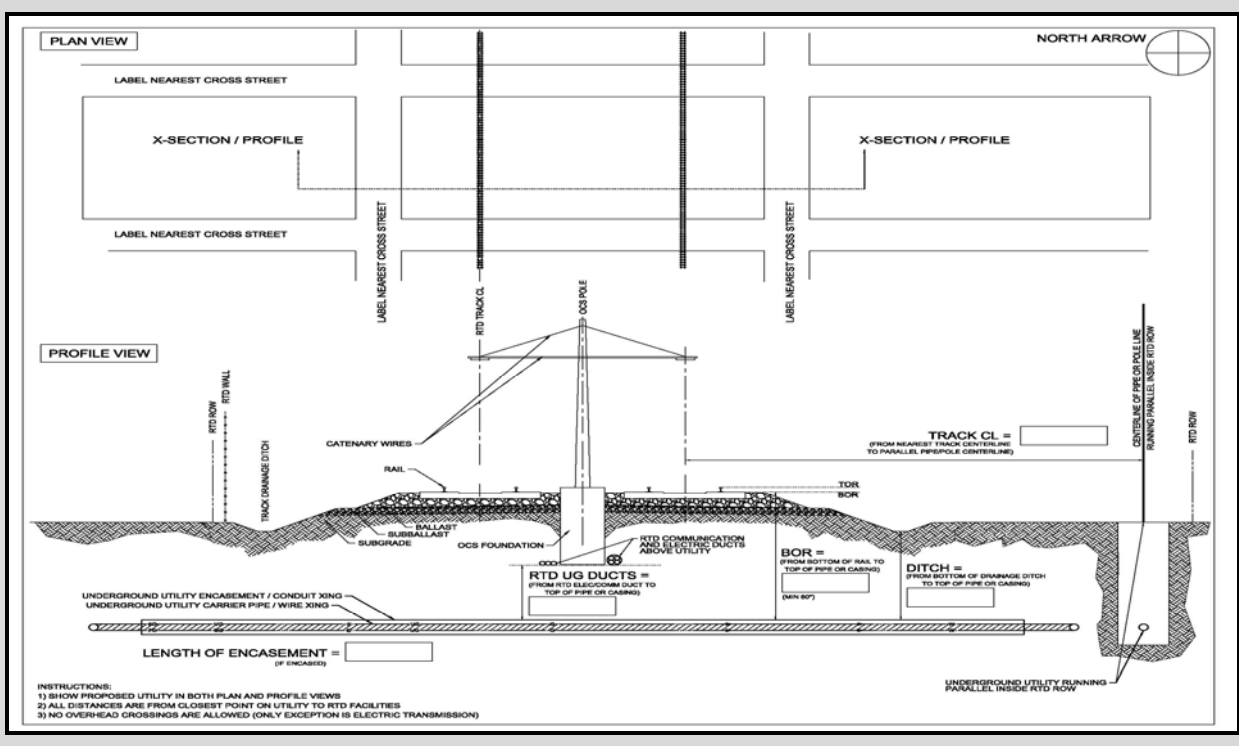 PLAN VIEW
NORTH ARROW
LABEL NEAREST CROSS STREET
X-SECTION / PROFILE
X-SECTION / PROFILE
LABEL NEAREST CROSS STREET
LABEL NEAREST CROSS STREET
LABEL NEAREST CROSS STREET
RTD TRACK CL
OCS POLE
PROFILE VIEW
RTD ROW
RTD WALL
TRACK DRAINAGE DITCH
CATENARY WIRES
RAIL
TRACK CL =
(FROM NEAREST TRACK CENTERLINE
TO PARALLEL PIPE/POLE CENTERLINE)
CENTERLINE OF PIPE OR POLE LINE
RUNNING PARALLEL INSIDE RTD ROW
RTD ROW
TOR
BOR
BALLAST
SUBBALLAST
SUBGRADE
OCS FOUNDATION
RTD COMMUNICATION
AND ELECTRIC DUCTS
ABOVE UTILITY
RTD UG DUCTS =
(FROM RTD ELEC/COMM DUCT TO
TOP OF PIPE OR CASING)
BOR =
(FROM BOTTOM OF RAIL TO
TOP OF PIPE OR CASING)
(MIN 60")
DITCH =
(FROM BOTTOM OF DRAINAGE DITCH
TO TOP OF PIPE OR CASING)
UNDERGROUND UTILITY ENCASEMENT / CONDUIT XING
UNDERGROUND UTILITY CARRIER PIPE / WIRE XING
LENGTH OF ENCASEMENT =
(IF ENCASED)
UNDERGROUND UTILITY RUNNING
PARALLEL INSIDE RTD ROW
INSTRUCTIONS:
1) SHOW PROPOSED UTILITY IN BOTH PLAN AND PROFILE VIEWS
2) ALL DISTANCES ARE FROM CLOSEST POINT ON UTILITY TO RTD FACILITIES
3) NO OVERHEAD CROSSINGS ARE ALLOWED (ONLY EXCEPTION IS ELECTRIC TRANSMISSION)